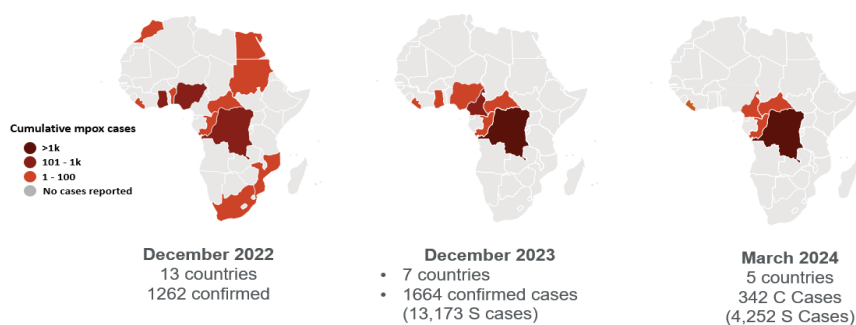 Cumulative mpox cases
>1k
101 - 1k
1 - 100
No cases reported
December 2022
13 countries
1262 confirmed
December 2023
• 7 countries
• 1664 confirmed cases
(13,173 S cases)
March 2024
5 countries
342 C Cases
(4,252 S Cases)